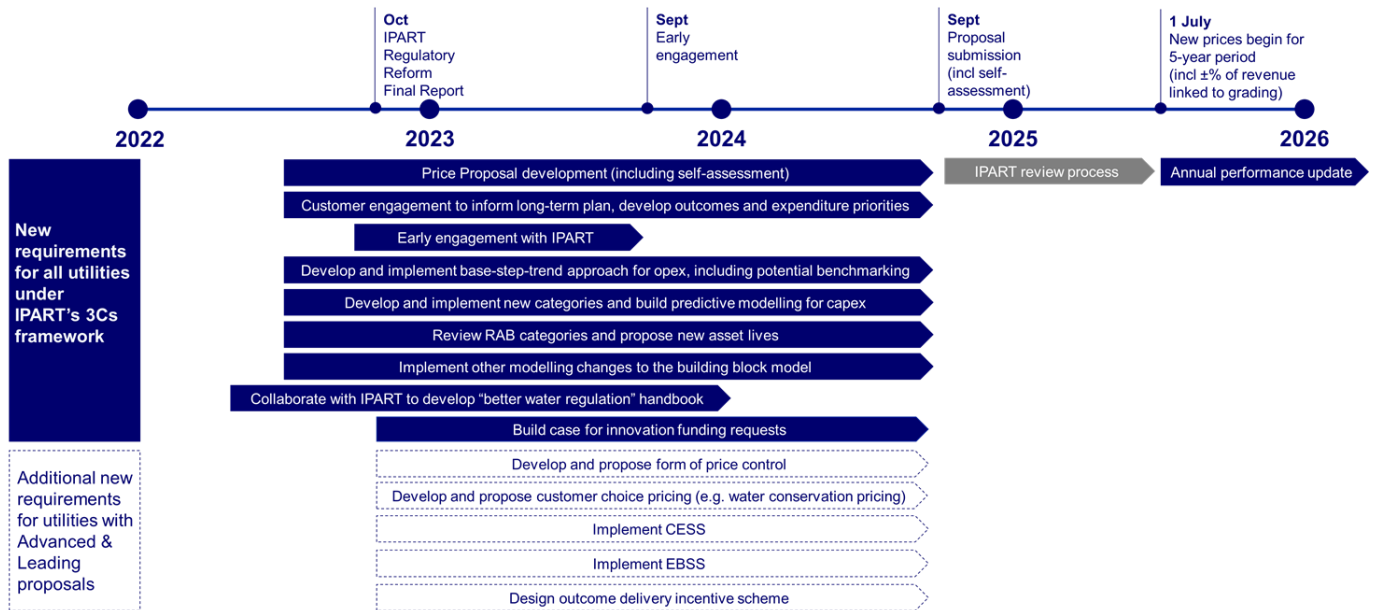 Oct
IPART
Regulatory
Reform
Final Report
Sept
Early
engagement
Sept
Proposal
submission
(incl self-
assessment)
1 July
New prices begin for
5-year period
(incl ±% of revenue
linked to grading)
2022
2023
2024
2025
2026
New
requirements
for all utilities
under
IPART's 3Cs
framework
Price Proposal development (including self-assessment)
IPART review process
Annual performance update
Customer engagement to inform long-term plan, develop outcomes and expenditure priorities
Early engagement with IPART
Develop and implement base-step-trend approach for opex, including potential benchmarking
Develop and implement new categories and build predictive modelling for capex
Review RAB categories and propose new asset lives
Implement other modelling changes to the building block model
Collaborate with IPART to develop “better water regulation” handbook
Build case for innovation funding requests
Additional new
requirements
for utilities with
Advanced &
Leading
proposals
Develop and propose form of price control
Develop and propose customer choice pricing (e.g. water conservation pricing)
Implement CESS
Implement EBSS
Design outcome delivery incentive scheme